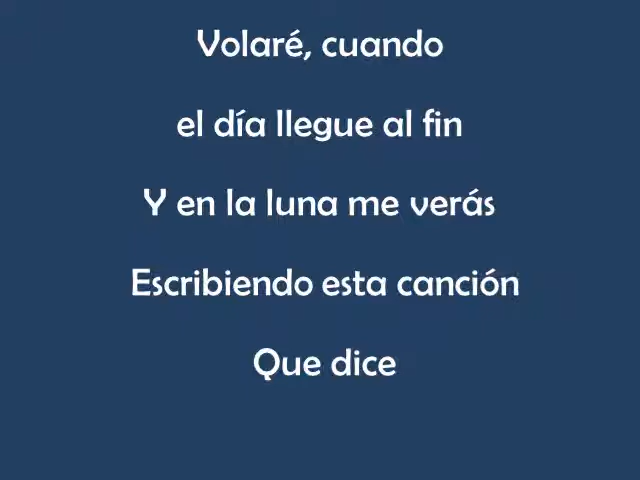 Volaré, cuando
el día llegue al fin
Y en la luna me verás
Escribiendo esta canción
Que dice